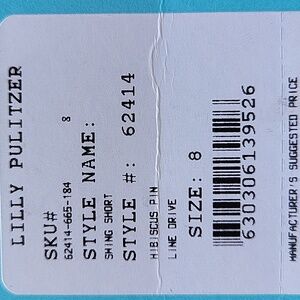 LILLY PULITZER
SKU#
62414-665-184 8
STYLE NAME:
SWING SHORT
STYLE #: 62414
HIBISCUS PIN
LINE DRIVE
SIZE: 8
630306139526
MANUFACTURER'S SUGGESTED PRICE